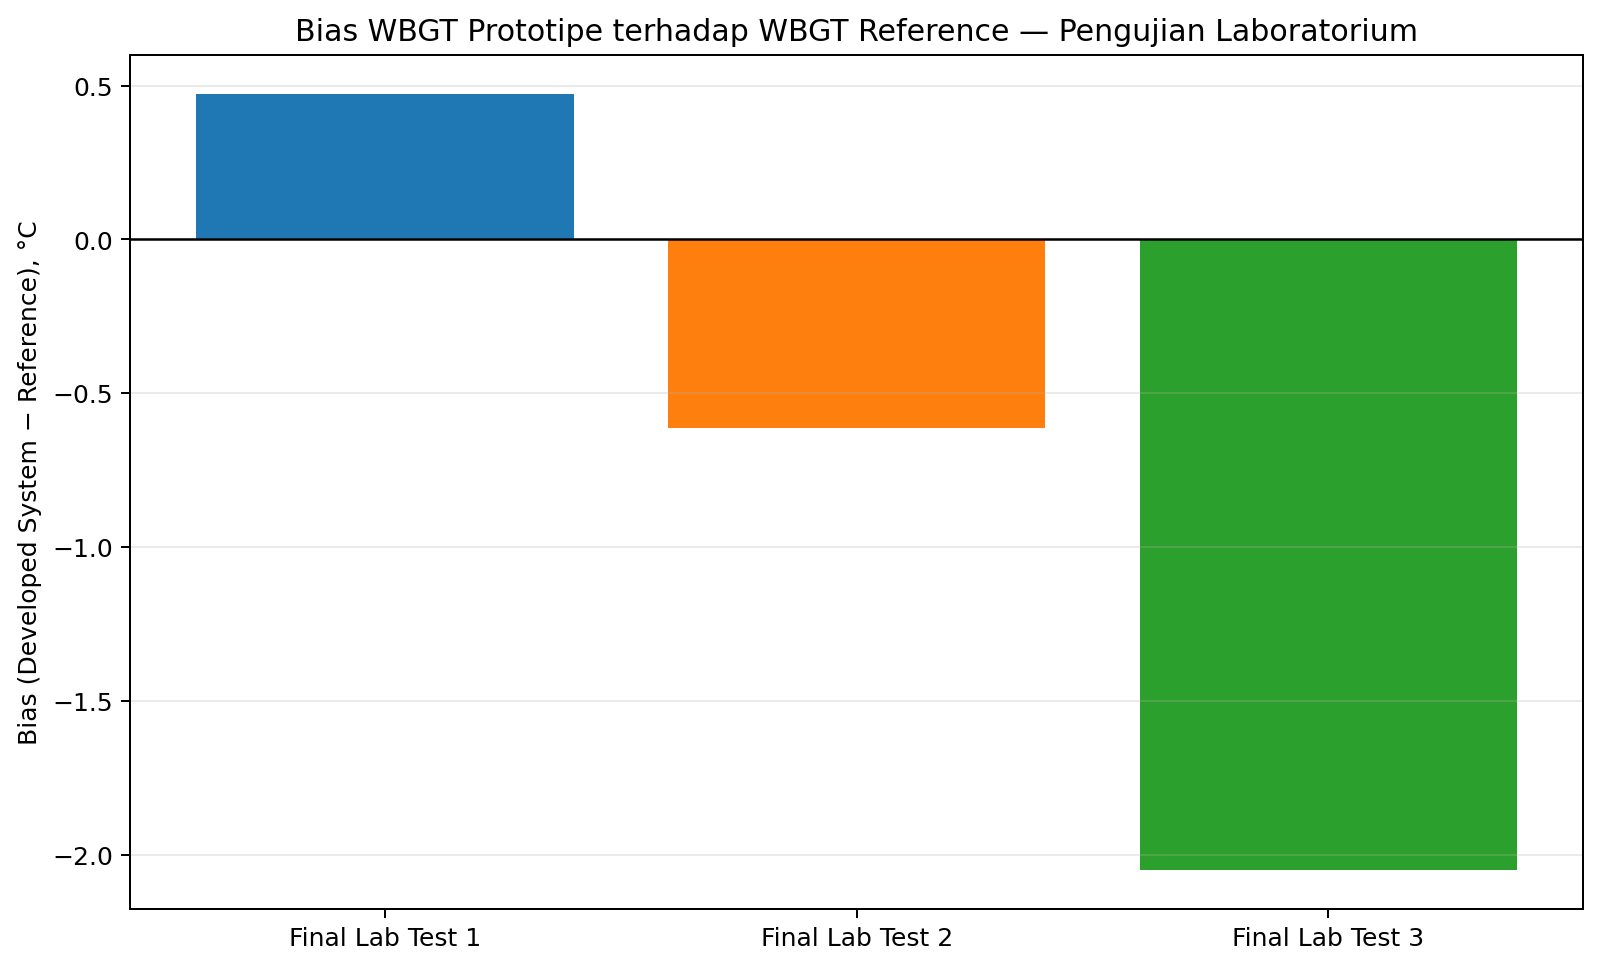 Bias WBGT Prototipe terhadap WBGT Reference — Pengujian Laboratorium
Bias (Developed System − Reference), °C
0.5
0.0
−0.5
−1.0
−1.5
−2.0
Final Lab Test 1
Final Lab Test 2
Final Lab Test 3